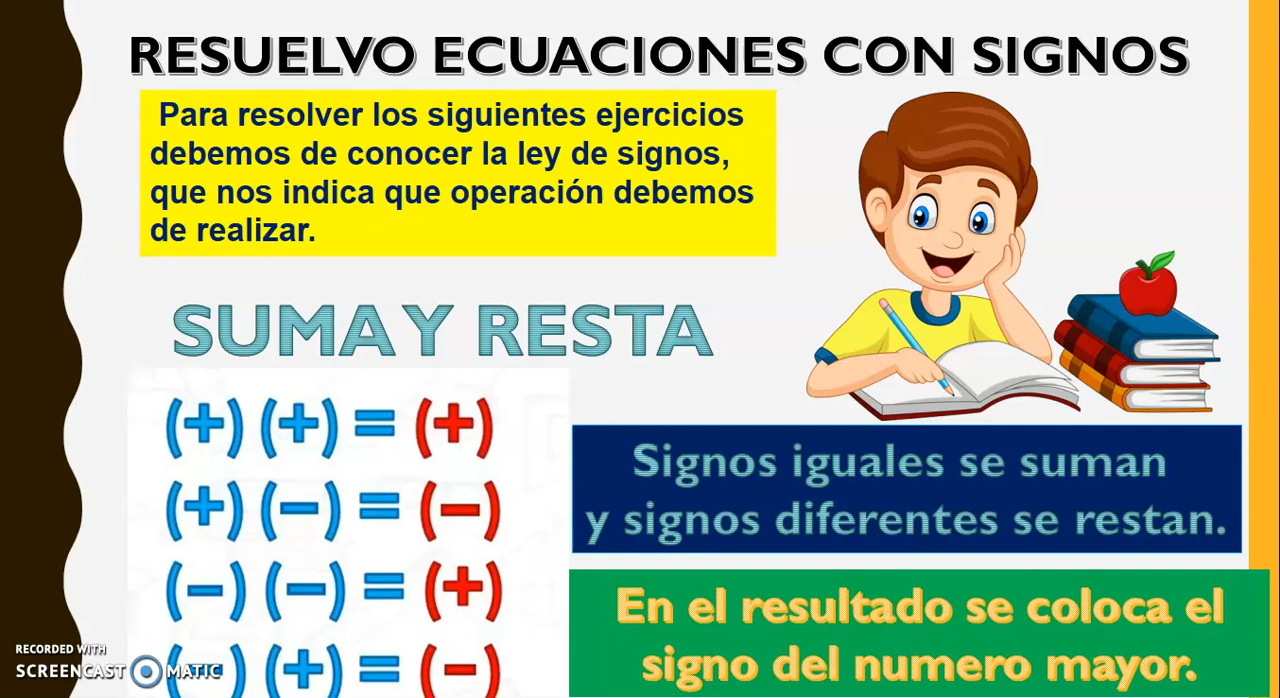 RESUELVO ECUACIONES CON SIGNOS
Para resolver los siguientes ejercicios
debemos de conocer la ley de signos,
que nos indica que operación debemos
de realizar.
SUMA Y RESTA
(+) (+) = (+)
(+) (−) = (−)
(−) (−) = (+)
(−) (+) = (−)
Signos iguales se suman
y signos diferentes se restan.
En el resultado se coloca el
signo del numero mayor.
RECORDED WITH
SCREENCAST MATIC